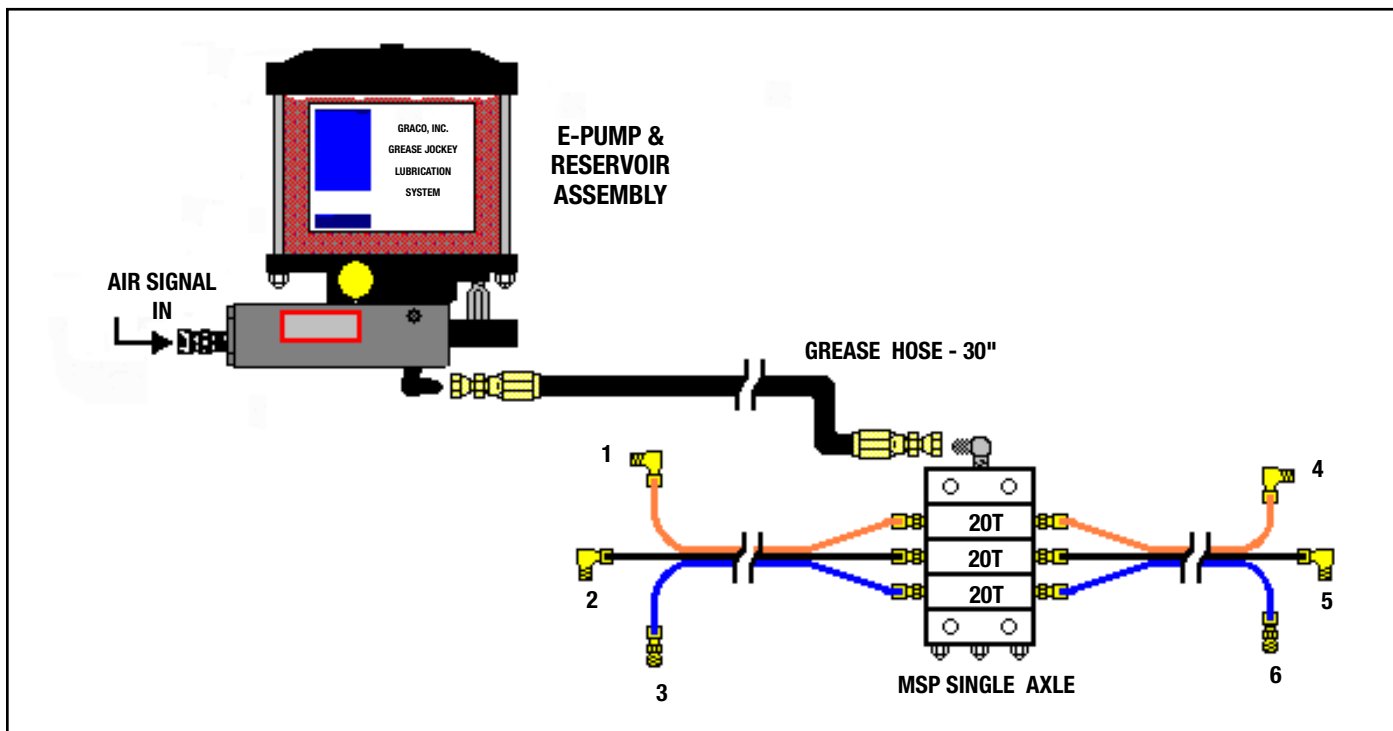 GRACO, INC.
GREASE JOCKEY
LUBRICATION
SYSTEM
E-PUMP &
RESERVOIR
ASSEMBLY
AIR SIGNAL
IN
GREASE HOSE - 30"
1
4
20T
20T
20T
2
5
3
6
MSP SINGLE AXLE